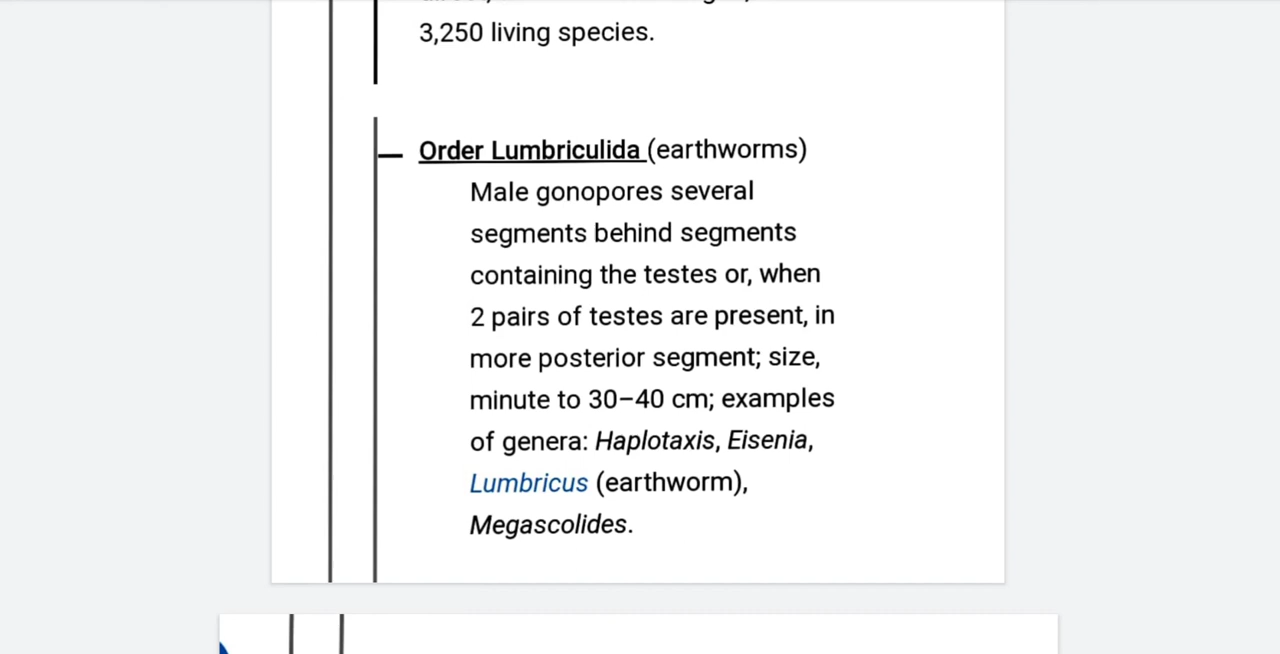 3,250 living species.
Order Lumbriculida (earthworms)
Male gonopores several
segments behind segments
containing the testes or, when
2 pairs of testes are present, in
more posterior segment; size,
minute to 30–40 cm; examples
of genera: Haplotaxis, Eisenia,
Lumbricus (earthworm),
Megascolides.